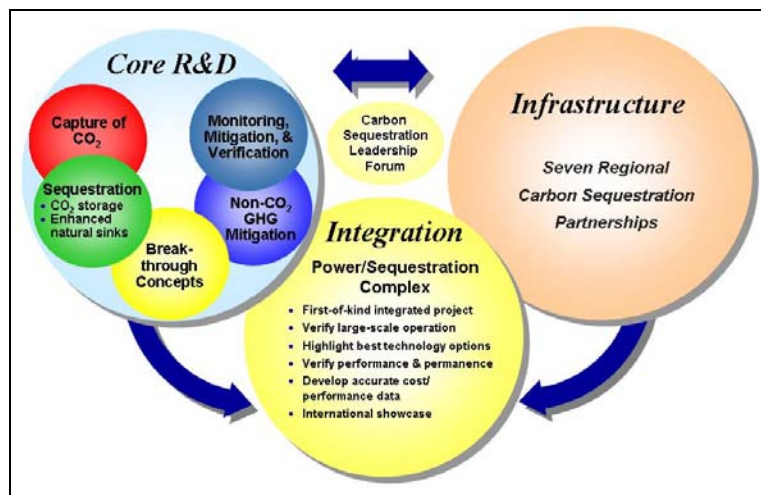 Core R&D
Capture of
CO2
Sequestration
• CO2 storage
• Enhanced
natural sinks
Break-
through
Concepts
Monitoring,
Mitigation, &
Verification
Non-CO2
GHG
Mitigation
Carbon
Sequestration
Leadership
Forum
Infrastructure
Seven Regional
Carbon Sequestration
Partnerships
Integration
Power/Sequestration
Complex
• First-of-kind integrated project
• Verify large-scale operation
• Highlight best technology options
• Verify performance & permanence
• Develop accurate cost/
performance data
• International showcase